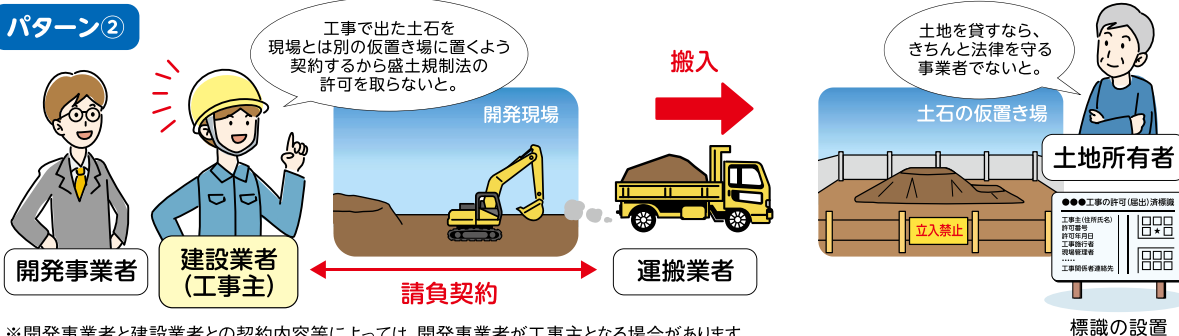 パターン②
工事で出た土石を
現場とは別の仮置き場に置くよう
契約するから盛土規制法の
許可を取らないと。
開発現場
搬入
土地を貸すなら、
きちんと法律を守る
事業者でないと。
土石の仮置き場
土地所有者
立入禁止
●●●工事の許可(届出)済標識
工事主(住所氏名)
許可番号
許可年月日
工事施行者
現場管理者
‥‥‥
工事関係者連絡先
★
開発事業者
建設業者
(工事主)
請負契約
運搬業者
標識の設置
※開発事業者と建設業者との契約内容等によっては、開発事業者が工事主となる場合があります